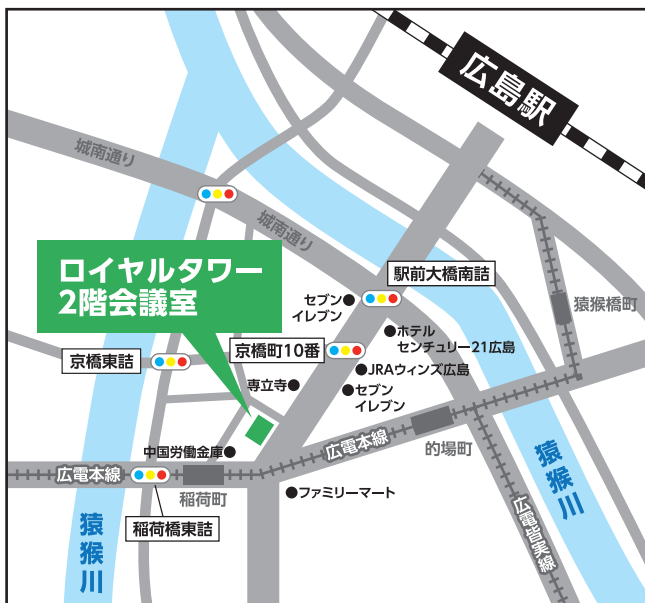 広島駅
城南通り
城南通り
ロイヤルタワー
2階会議室
駅前大橋南詰
セブン
イレブン
猿猴橋町
ホテル
センチュリー21広島
京橋町10番
京橋東詰
JRAウィンズ広島
専立寺
セブン
イレブン
的場町
広電本線
中国労働金庫
広電本線
稲荷町
ファミリーマート
稲荷橋東詰
猿猴川
猿猴川
広電皆実線